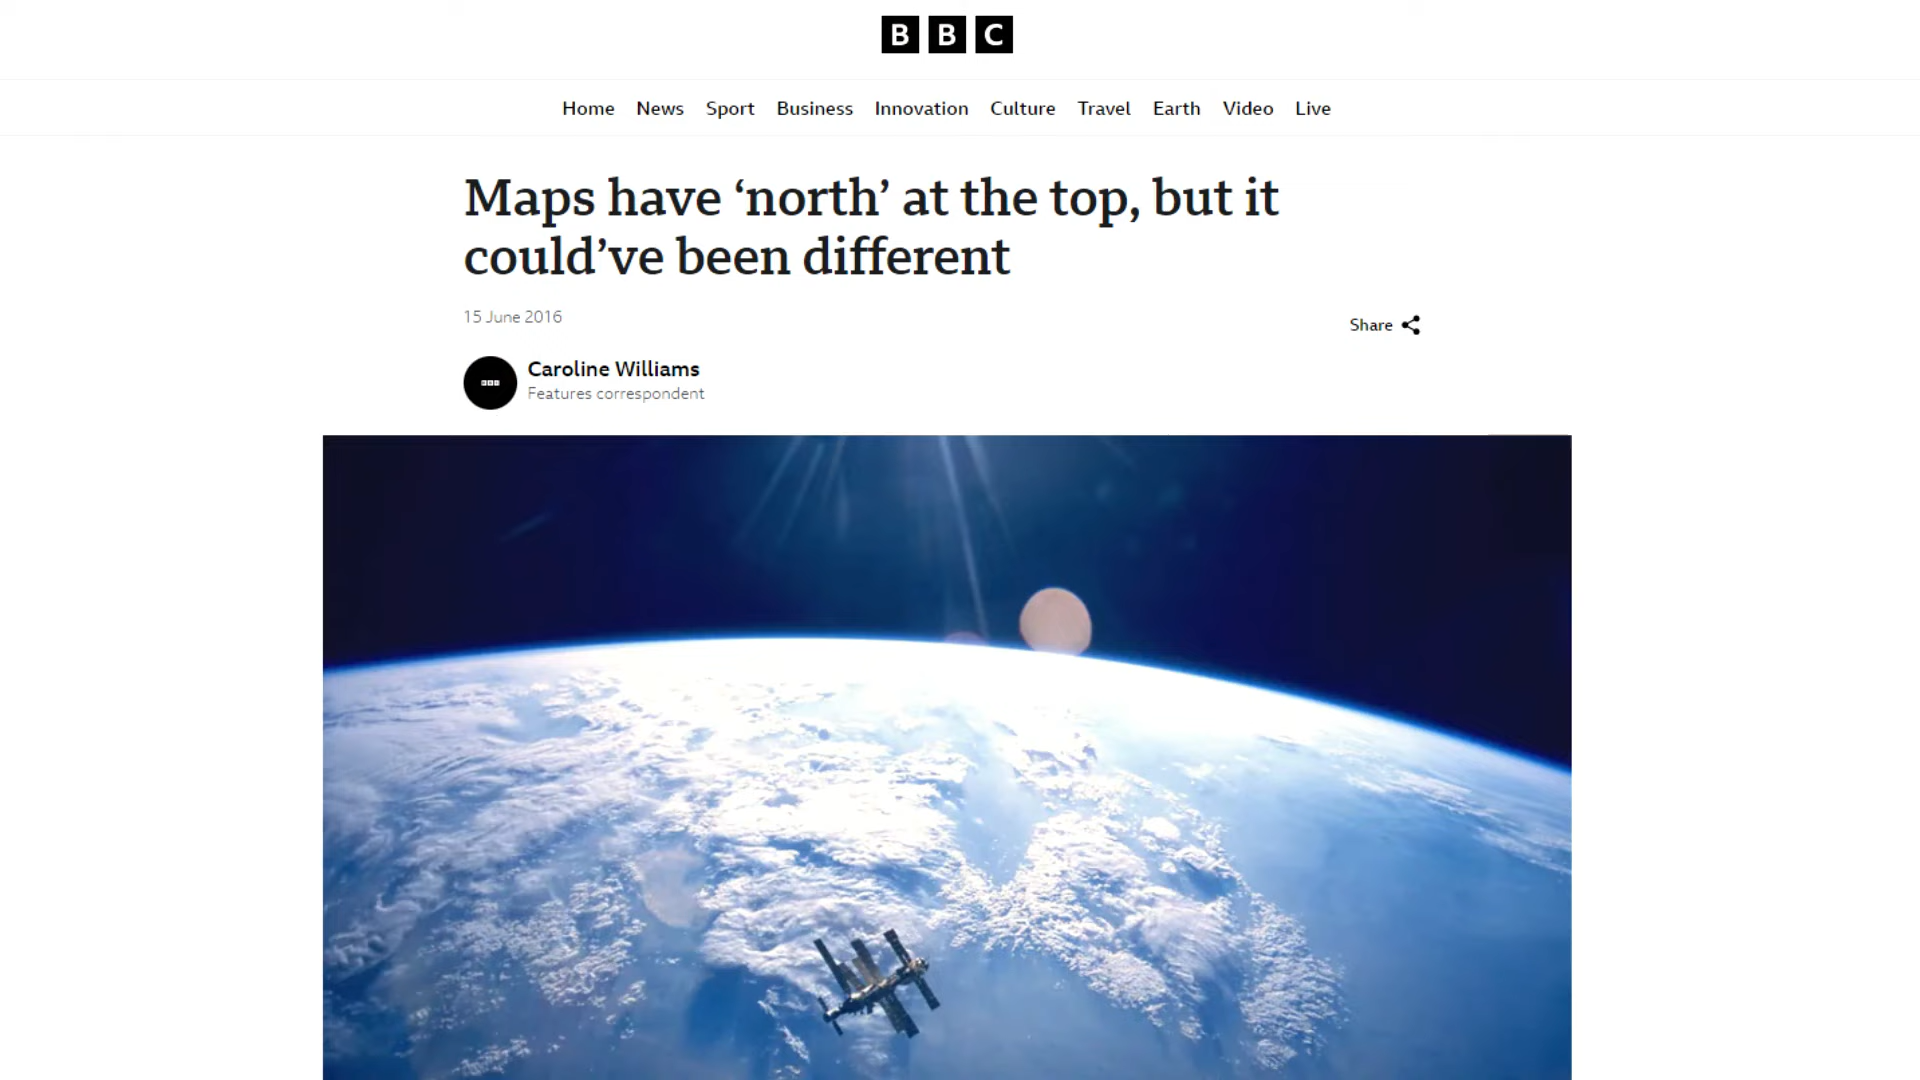 BBC
Home News Sport Business Innovation Culture Travel Earth Video Live
Maps have ‘north’ at the top, but it
could’ve been different
15 June 2016
Share
Caroline Williams
Features correspondent